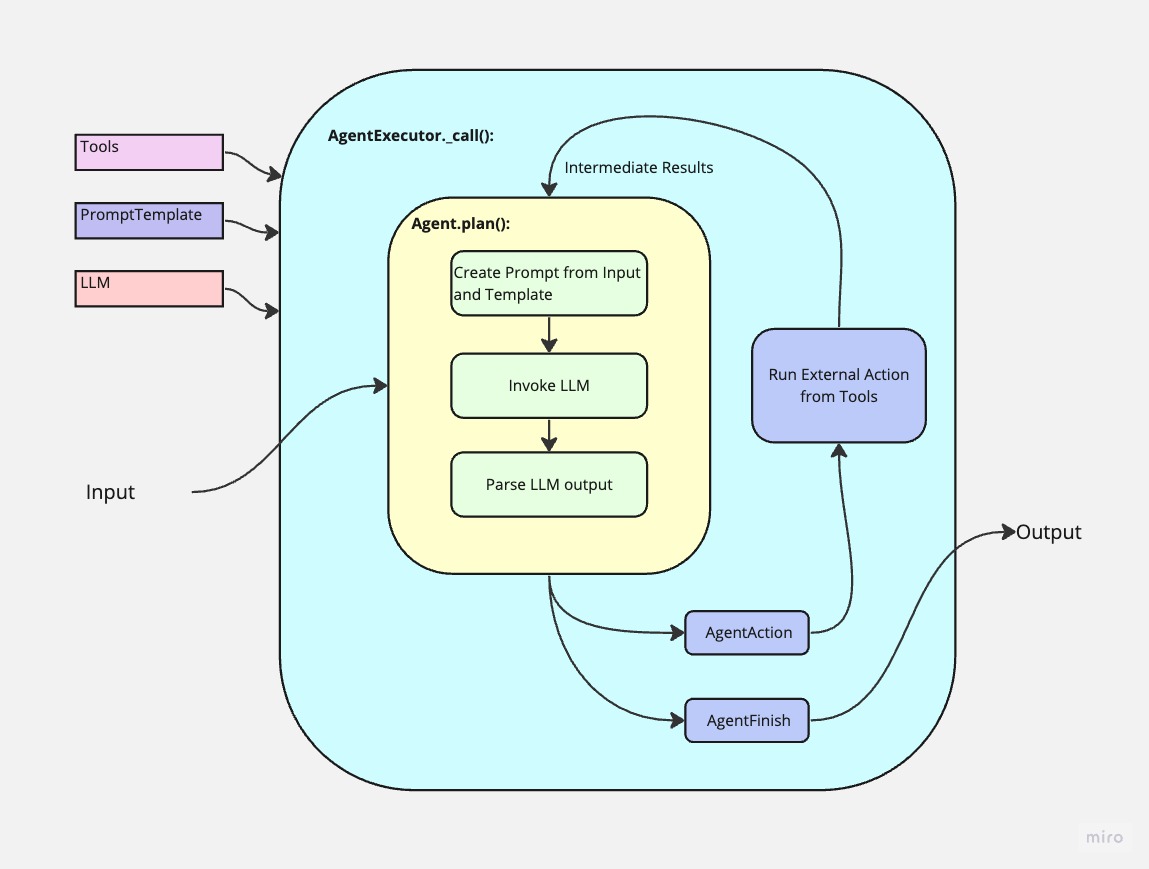 Tools
PromptTemplate
LLM
Input
AgentExecutor._call():
Intermediate Results
Agent.plan():
Create Prompt from Input
and Template
Invoke LLM
Parse LLM output
Run External Action
from Tools
AgentAction
AgentFinish
Output
miro